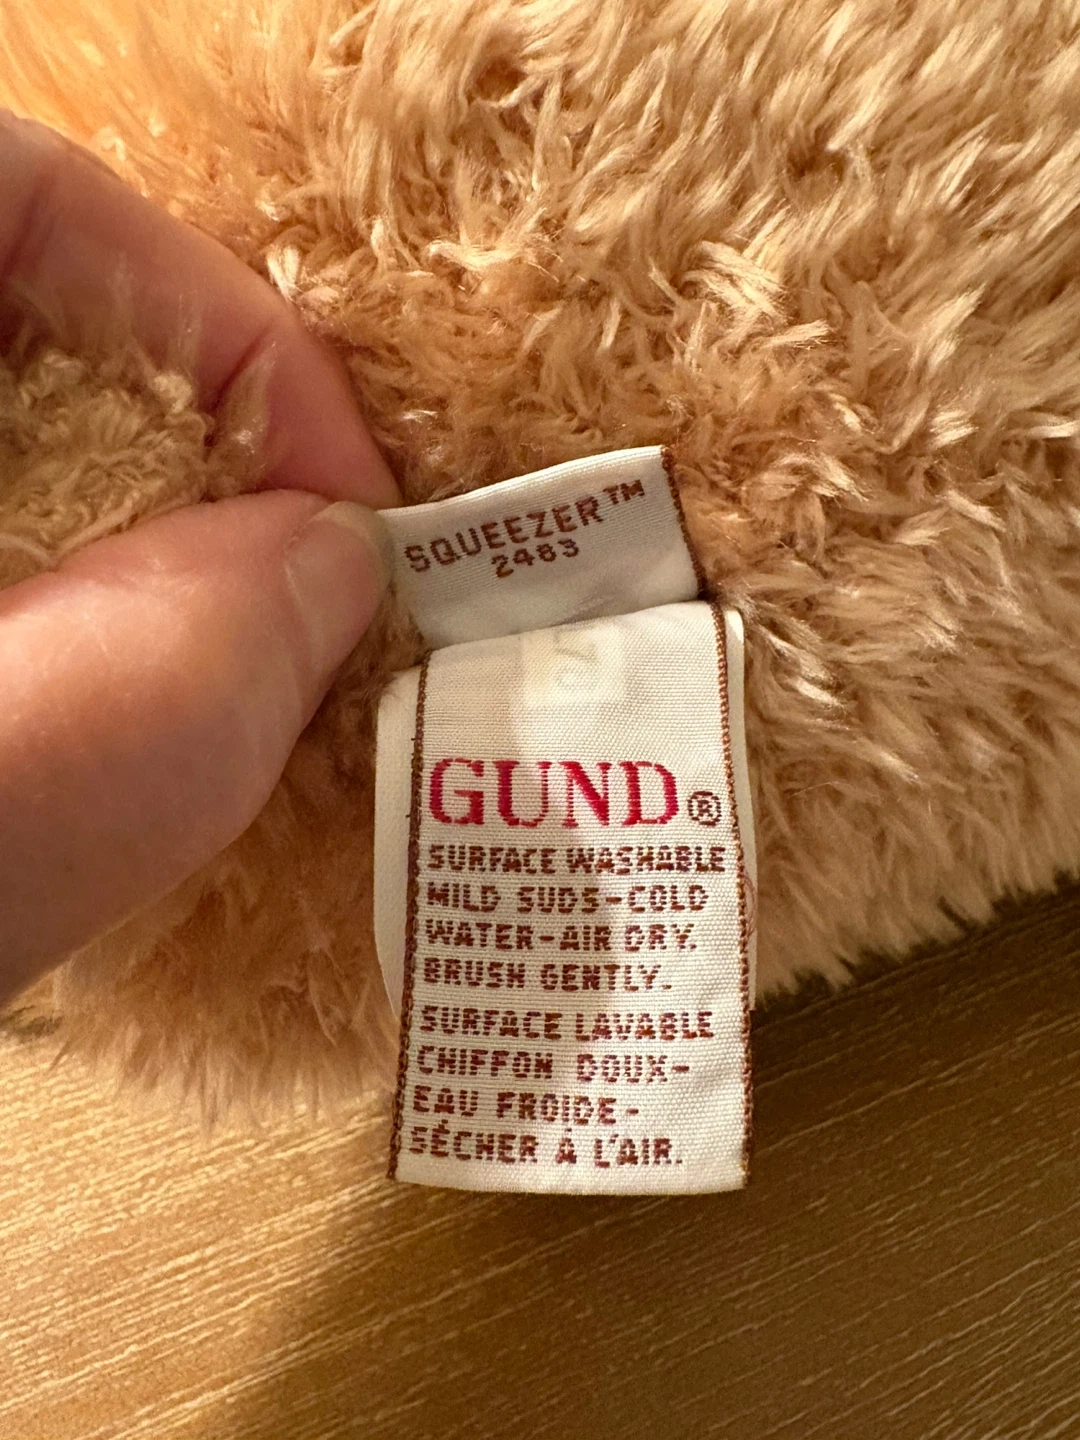 SQUEEZER™
2463
GUND®
SURFACE WASHABLE
MILD SUDS-COLD
WATER-AIR DRY.
BRUSH GENTLY.
SURFACE LAVABLE
CHIFFON DOUX-
EAU FROIDE-
SÉCHER À L'AIR.